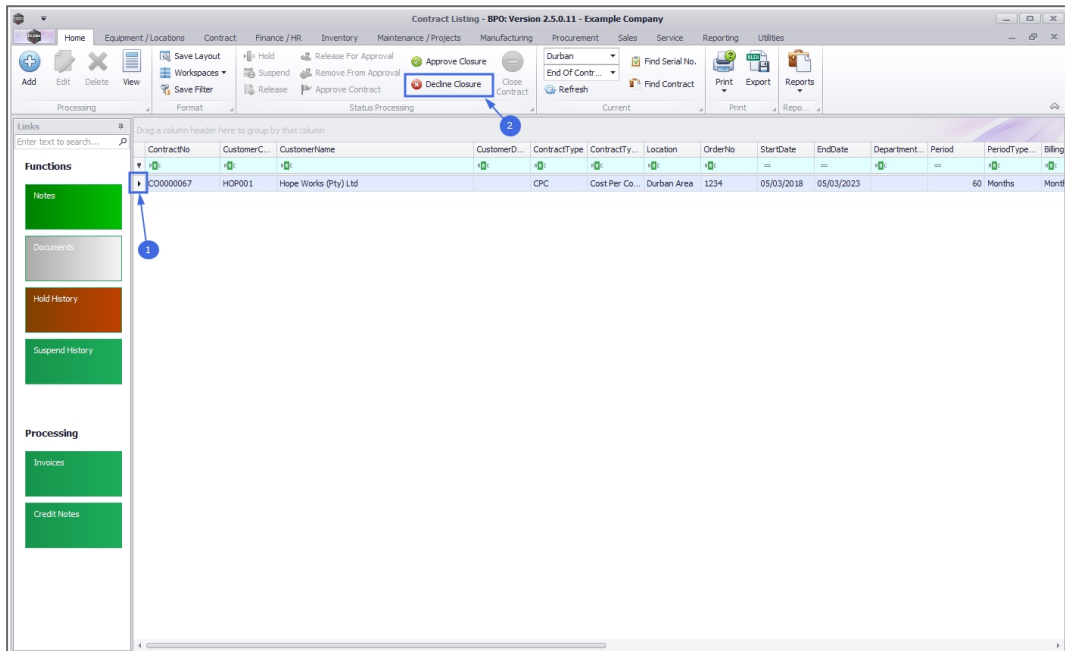 Contract Listing - BPO: Version 2.5.0.11 - Example Company
Home Equipment / Locations Contract Finance / HR Inventory Maintenance / Projects Manufacturing Procurement Sales Service Reporting Utilities
Add
Edit
Delete
View
Processing
Save Layout
Workspaces
Save Filter
Format
Hold
Suspend
Release
Release For Approval
Remove From Approval
Approve Contract
Approve Closure
Decline Closure
Close
Contract
Status Processing
Durban
End Of Contr...
Refresh
Find Serial No.
Find Contract
Current
Print
Export
Print
Reports
Repo...
2
Links
Enter text to search...
Functions
Notes
Documents
Hold History
Suspend History
Processing
Invoices
Credit Notes
Drag a column header here to group by that column
ContractNo CustomerC... CustomerName CustomerD... ContractType ContractTy... Location OrderNo StartDate EndDate Department... Period PeriodType... Billing
CO0000067 HOP001 Hope Works (Pty) Ltd CPC Cost Per Co... Durban Area 1234 05/03/2018 05/03/2023 60 Months Month
1